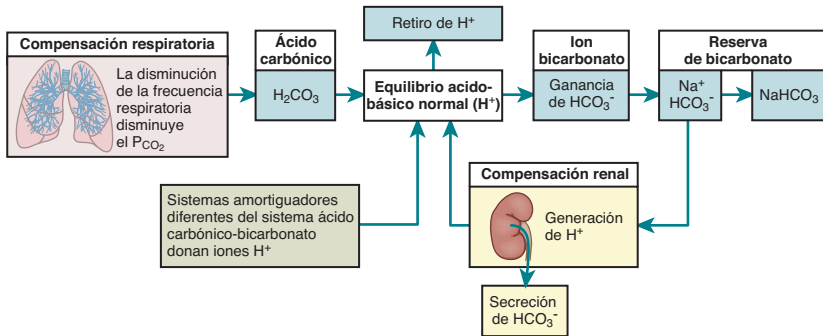 Retiro de H⁺
Compensación respiratoria
La disminución
de la frecuencia
respiratoria
disminuye
el P_CO₂
Ácido
carbónico
H₂CO₃
Equilibrio acido-
básico normal (H⁺)
Ion
bicarbonato
Ganancia
de HCO₃⁻
Reserva
de bicarbonato
Na⁺
HCO₃⁻
NaHCO₃
Sistemas amortiguadores
diferentes del sistema ácido
carbónico-bicarbonato
donan iones H⁺
Compensación renal
Generación
de H⁺
Secreción
de HCO₃⁻